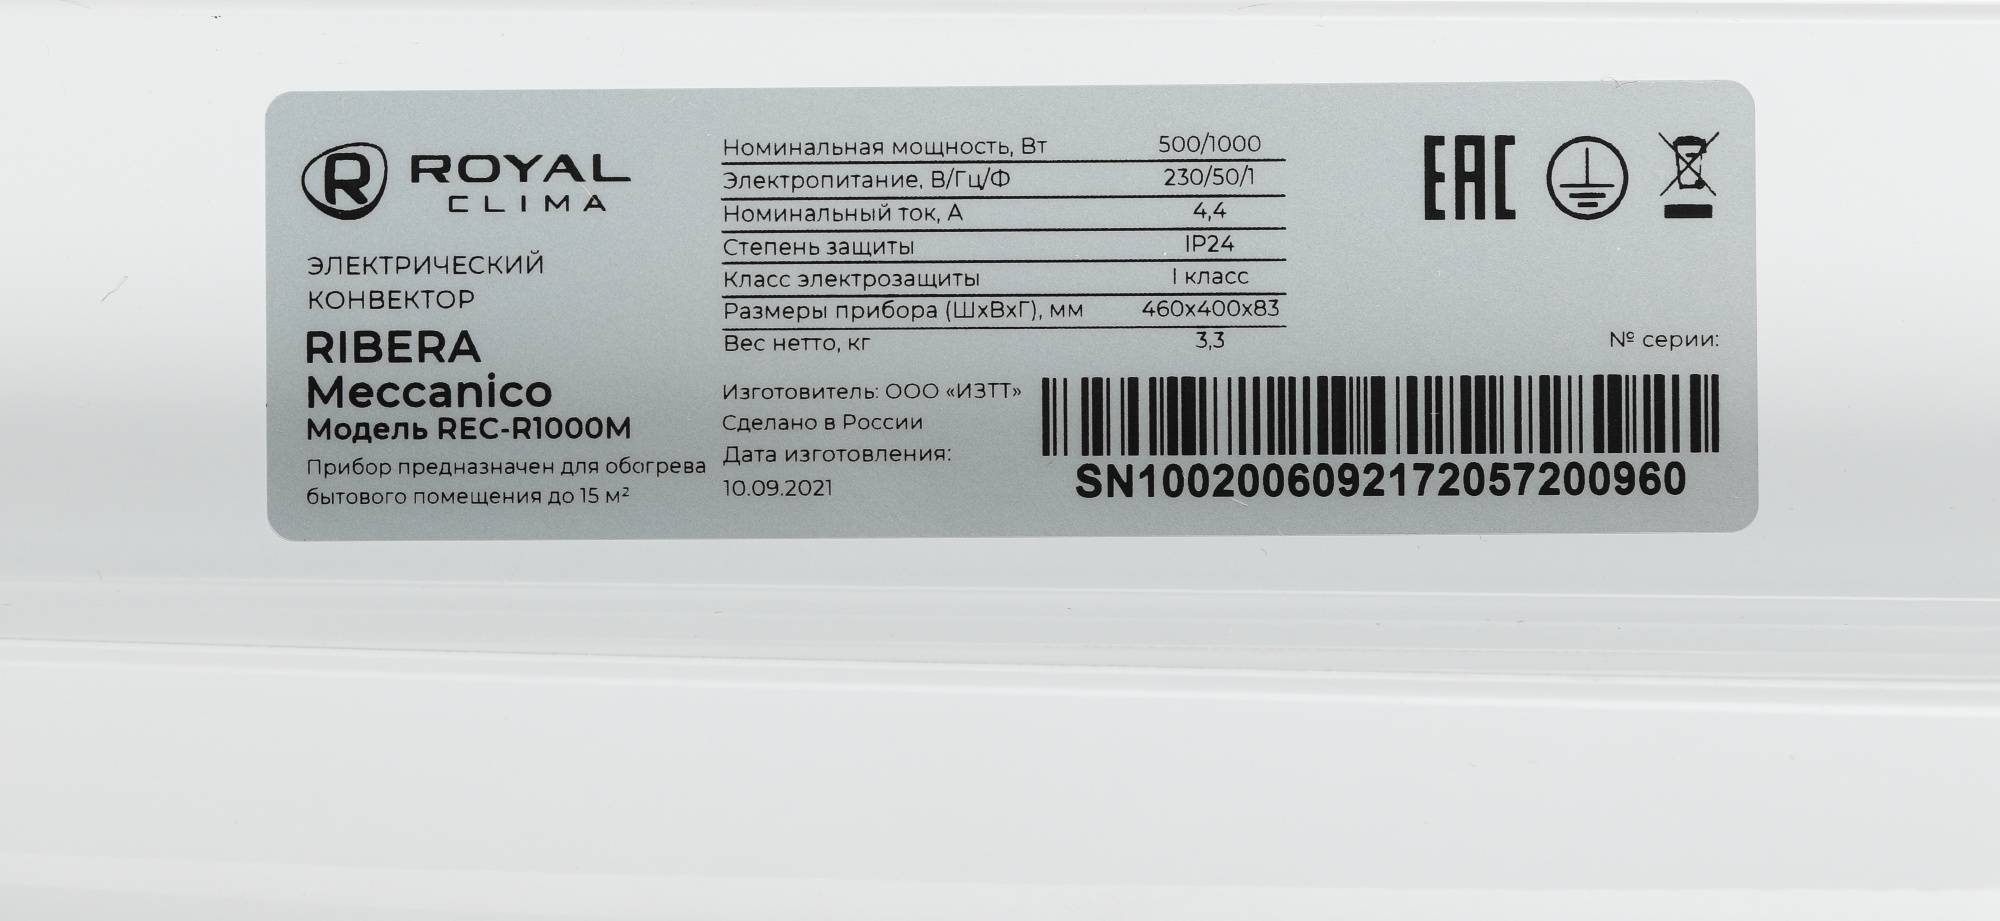 R ROYAL
CLIMA
ЭЛЕКТРИЧЕСКИЙ
КОНВЕКТОР
RIBERA
Meccanico
Модель REC-R1000M
Прибор предназначен для обогрева
бытового помещения до 15 м²
Номинальная мощность, Вт 500/1000
Электропитание, В/Гц/Ф 230/50/1
Номинальный ток, А 4,4
Степень защиты IP24
Класс электрозащиты I класс
Размеры прибора (ШхВхГ), мм 460x400x83
Вес нетто, кг 3,3
Изготовитель: ООО «ИЗТТ»
Сделано в России
Дата изготовления:
10.09.2021
EAC
№ серии:
SN1002006092172057200960